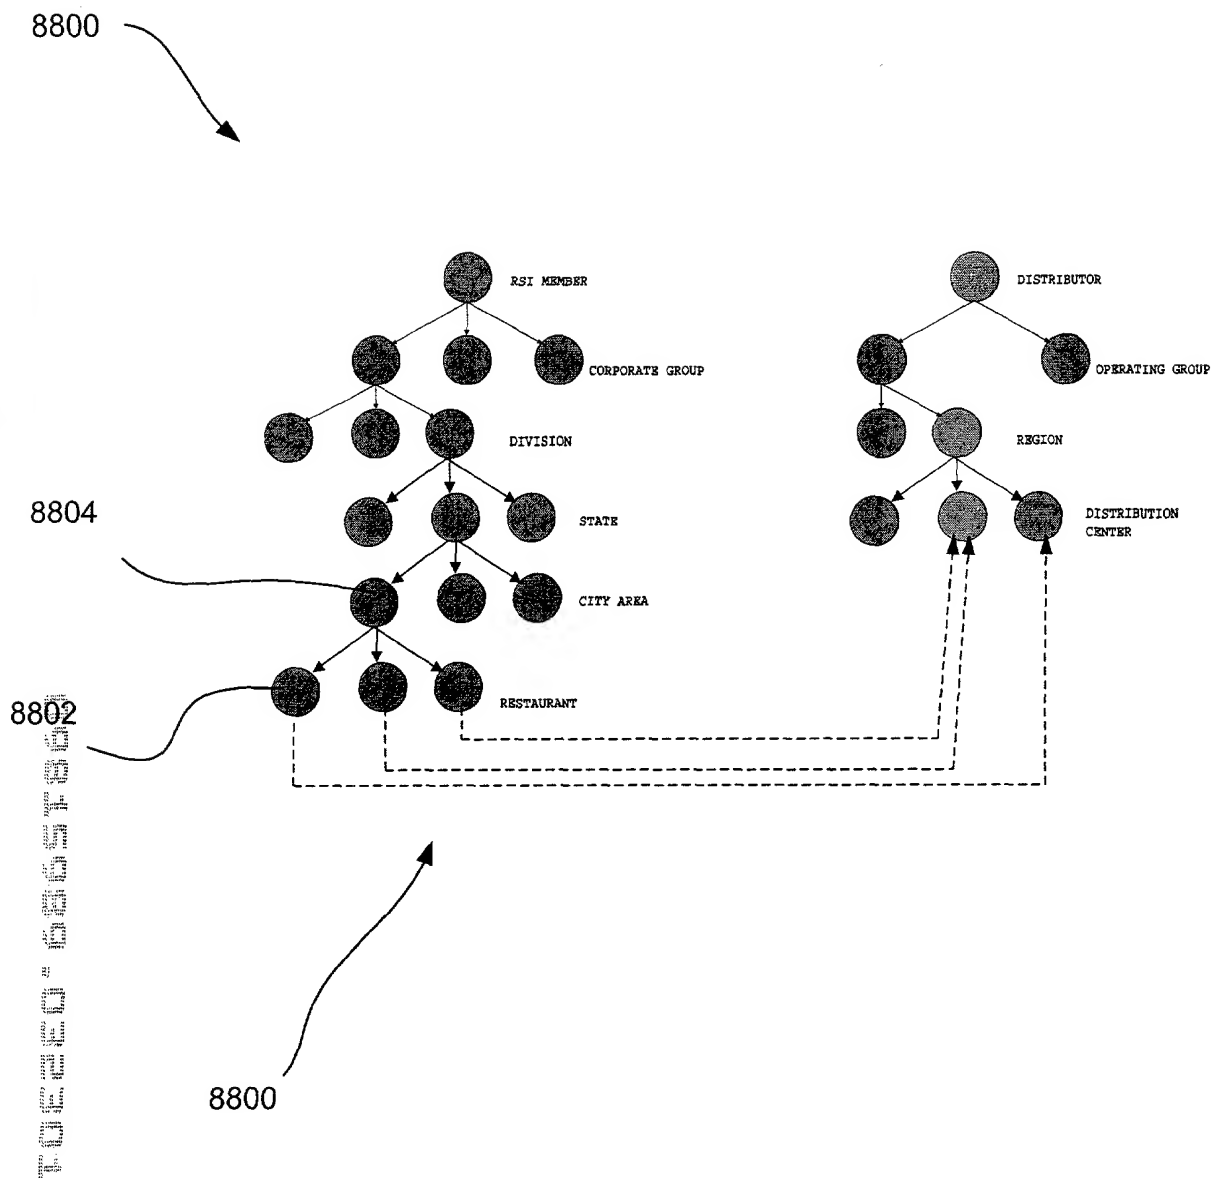 8800
RSI MEMBER
DISTRIBUTOR
CORPORATE GROUP
OPERATING GROUP
DIVISION
REGION
8804
STATE
DISTRIBUTION
CENTER
CITY AREA
8802
RESTAURANT
8800